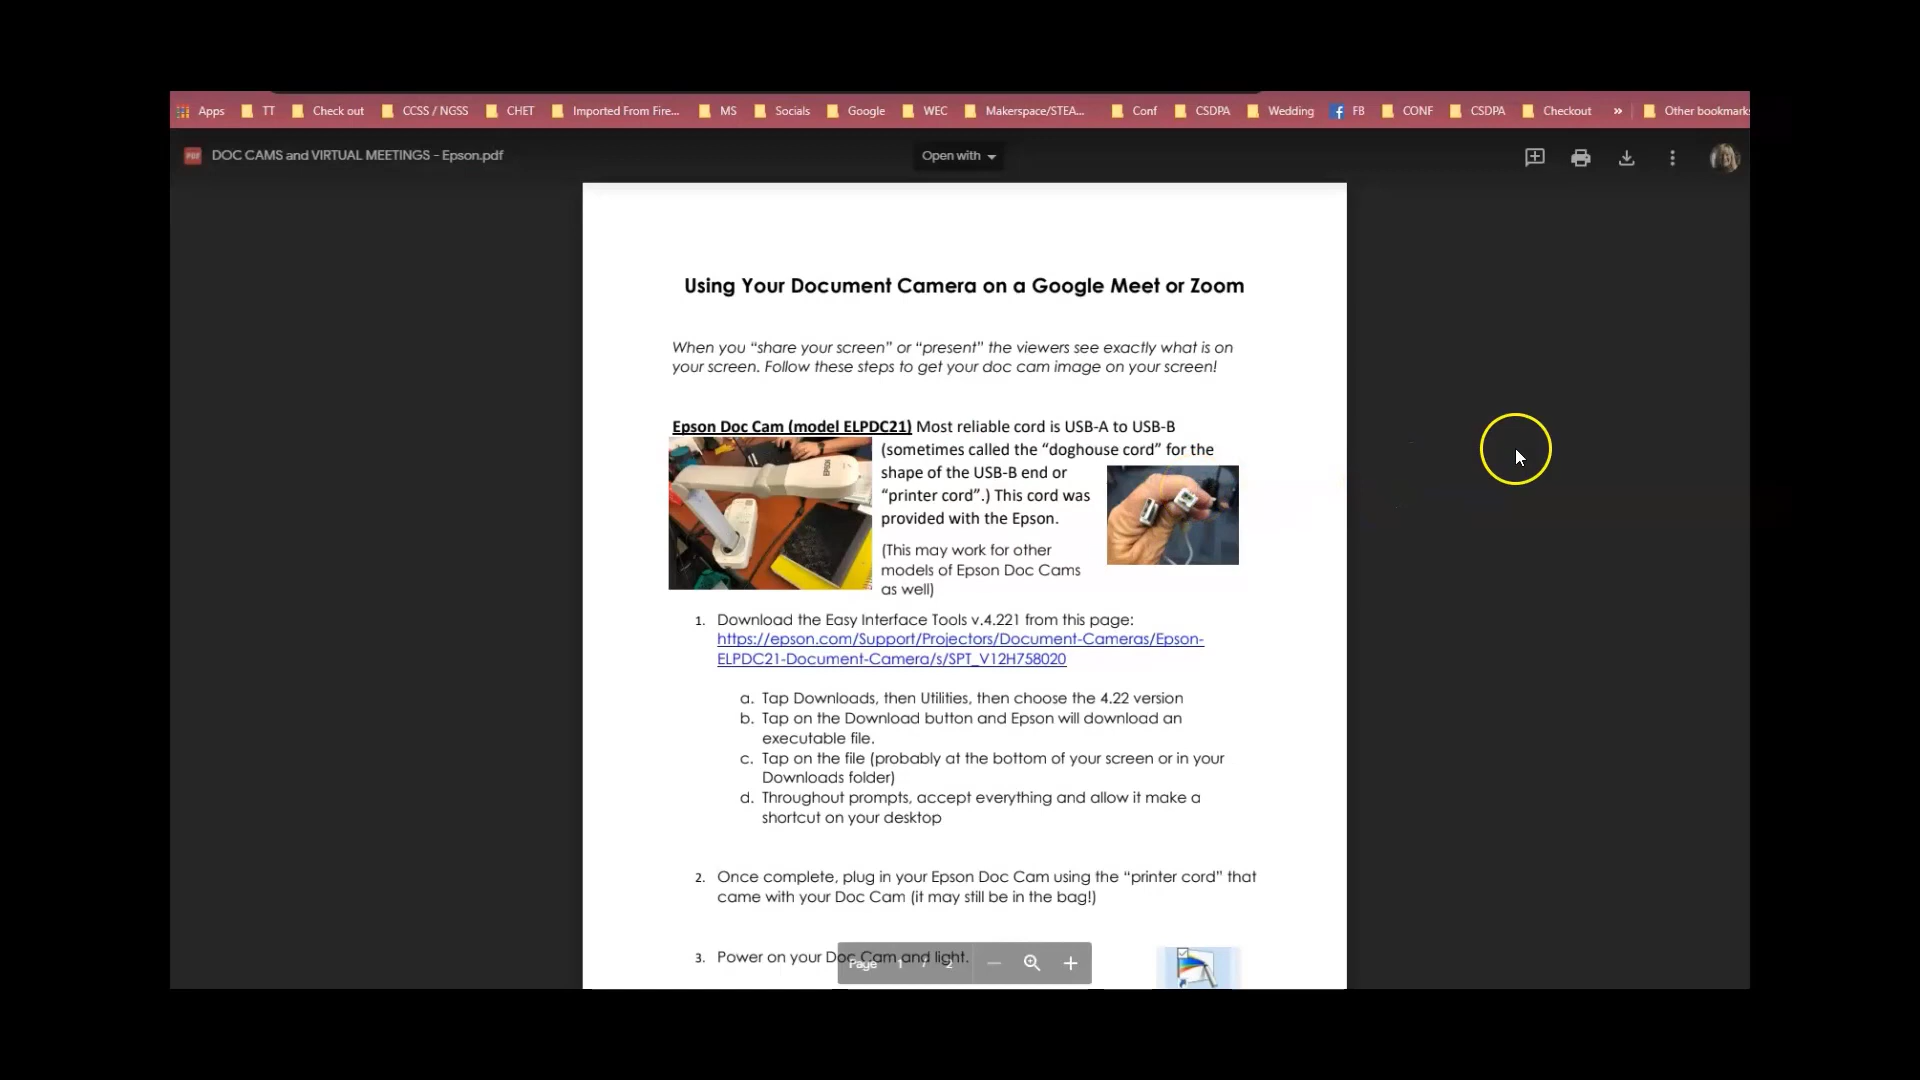 Apps TT Check out CCSS / NGSS CHET Imported From Fire... MS Socials Google WEC Makerspace/STEA... Conf CSDPA Wedding FB CONF CSDPA Checkout » Other bookmarks
PDF DOC CAMS and VIRTUAL MEETINGS - Epson.pdf Open with
Using Your Document Camera on a Google Meet or Zoom
When you “share your screen” or “present” the viewers see exactly what is on
your screen. Follow these steps to get your doc cam image on your screen!
Epson Doc Cam (model ELPDC21) Most reliable cord is USB-A to USB-B
(sometimes called the “doghouse cord” for the
shape of the USB-B end or
“printer cord”.) This cord was
provided with the Epson.
(This may work for other
models of Epson Doc Cams
as well)
EPSON
1. Download the Easy Interface Tools v.4.221 from this page:
https://epson.com/Support/Projectors/Document-Cameras/Epson-
ELPDC21-Document-Camera/s/SPT_V12H758020
a. Tap Downloads, then Utilities, then choose the 4.22 version
b. Tap on the Download button and Epson will download an
executable file.
c. Tap on the file (probably at the bottom of your screen or in your
Downloads folder)
d. Throughout prompts, accept everything and allow it make a
shortcut on your desktop
2. Once complete, plug in your Epson Doc Cam using the “printer cord” that
came with your Doc Cam (it may still be in the bag!)
3. Power on your Doc Cam and light.
Page 1 / 2